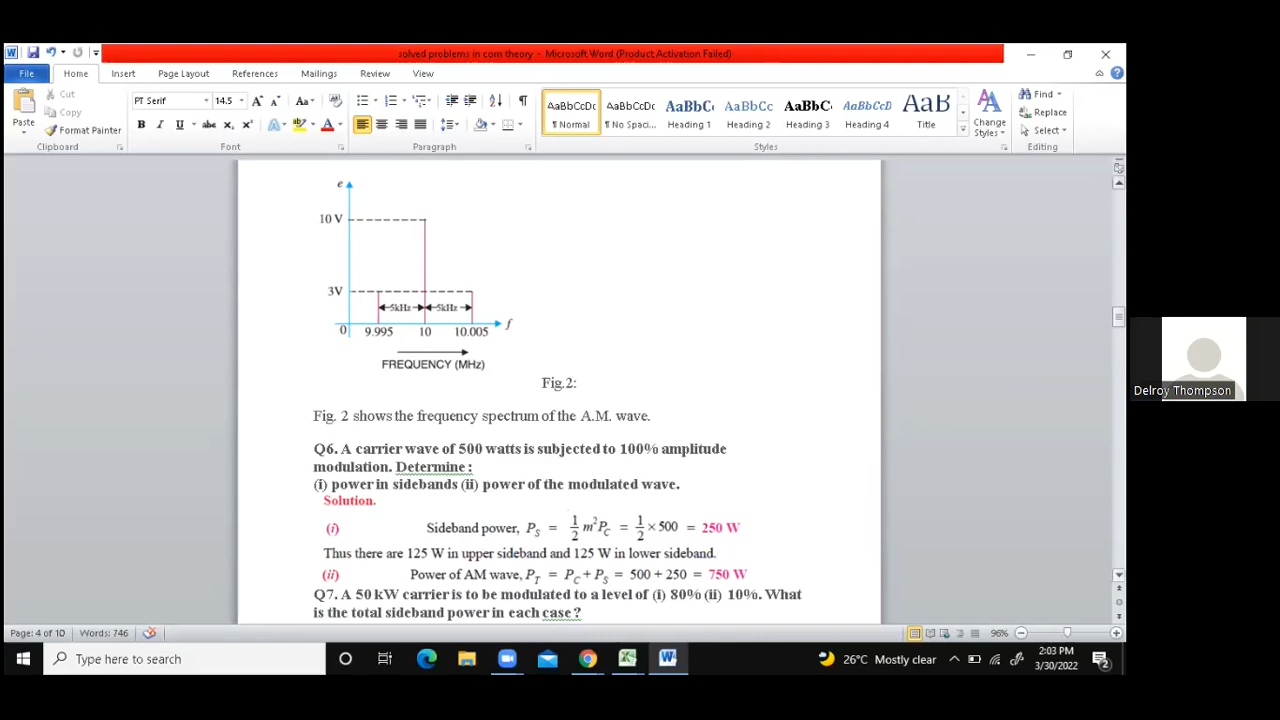 solved problems in com theory - Microsoft Word (Product Activation Failed)
File Home Insert Page Layout References Mailings Review View
Cut
Copy
Paste
Format Painter
Clipboard
PT Serif 14.5
B I U abc X₂ X²
Font
Paragraph
AaBbCcDc AaBbCcDc AaBbC AaBbCc AaBbCc AaBbCcD AaB
¶ Normal ¶ No Spaci... Heading 1 Heading 2 Heading 3 Heading 4 Title
Change Styles
Styles
Find
Replace
Select
Editing
e
10 V
3V
5kHz 5kHz
0 9.995 10 10.005 f
FREQUENCY (MHz)
Fig.2:
Fig. 2 shows the frequency spectrum of the A.M. wave.
Q6. A carrier wave of 500 watts is subjected to 100% amplitude
modulation. Determine :
(i) power in sidebands (ii) power of the modulated wave.
Solution.
(i) Sideband power, P_S = 1/2 m²P_C = 1/2 × 500 = 250 W
Thus there are 125 W in upper sideband and 125 W in lower sideband.
(ii) Power of AM wave, P_T = P_C + P_S = 500 + 250 = 750 W
Q7. A 50 kW carrier is to be modulated to a level of (i) 80% (ii) 10%. What
is the total sideband power in each case ?
Delroy Thompson
Page: 4 of 10 Words: 746 96%
Type here to search
26°C Mostly clear
2:03 PM
3/30/2022
2